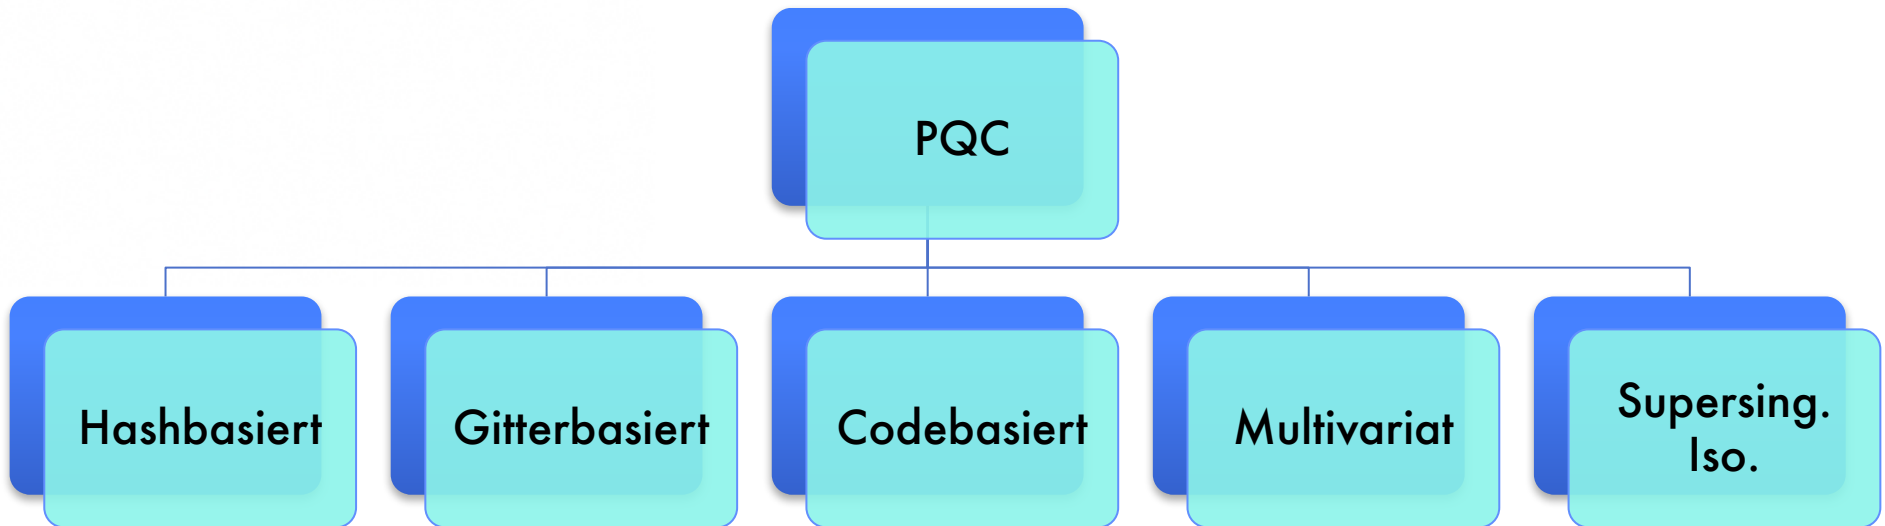 PQC
Hashbasiert
Gitterbasiert
Codebasiert
Multivariat
Supersing.
Iso.